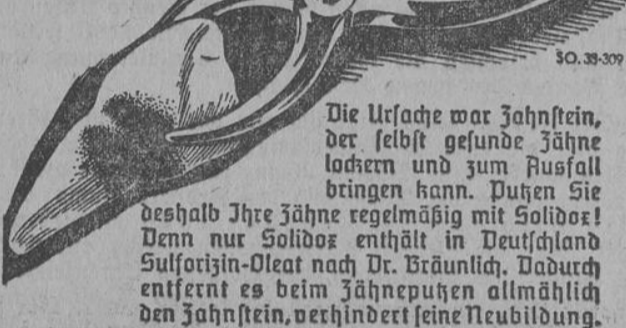 SO. 39-309
Die Ursache war Zahnstein,
der selbst gesunde Zähne
lockern und zum Ausfall
bringen kann. Putzen Sie
deshalb Ihre Zähne regelmäßig mit Solidox!
Denn nur Solidox enthält in Deutschland
Sulforizin-Oleat nach Dr. Bräunlich. Dadurch
entfernt es beim Zähneputzen allmählich
den Zahnstein, verhindert seine Neubildung.